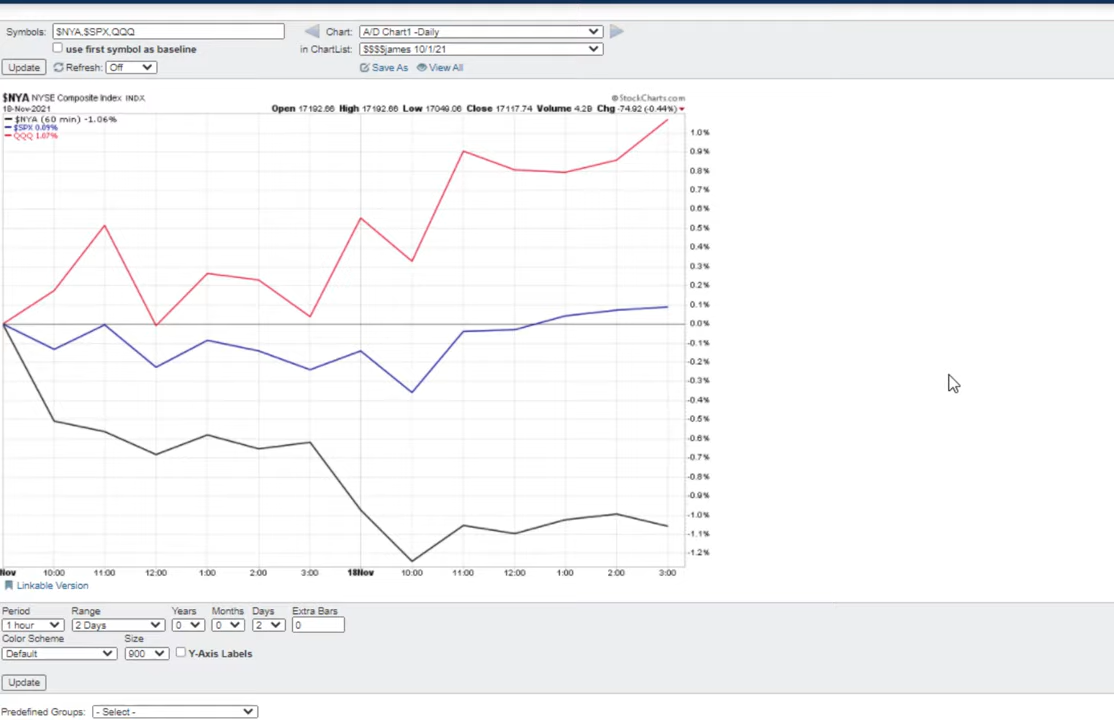 Symbols: $NYA,$SPX,QQQ Chart: A/D Chart1 -Daily
use first symbol as baseline in ChartList: $$$$james 10/1/21
Update Refresh: Off Save As View All
$NYA NYSE Composite Index INDX © StockCharts.com
18-Nov-2021 Open 17192.66 High 17192.66 Low 17049.06 Close 17117.74 Volume 4.2B Chg -74.92 (-0.44%)
$NYA (60 min) -1.06%
$SPX 0.09%
QQQ 1.07%
1.0%
0.9%
0.8%
0.7%
0.6%
0.5%
0.4%
0.3%
0.2%
0.1%
0.0%
-0.1%
-0.2%
-0.3%
-0.4%
-0.5%
-0.6%
-0.7%
-0.8%
-0.9%
-1.0%
-1.1%
-1.2%
Nov 10:00 11:00 12:00 1:00 2:00 3:00 18Nov 10:00 11:00 12:00 1:00 2:00 3:00
Linkable Version
Period Range Years Months Days Extra Bars
1 hour 2 Days 0 0 2 0
Color Scheme Size
Default 900 Y-Axis Labels
Update
Predefined Groups: - Select -